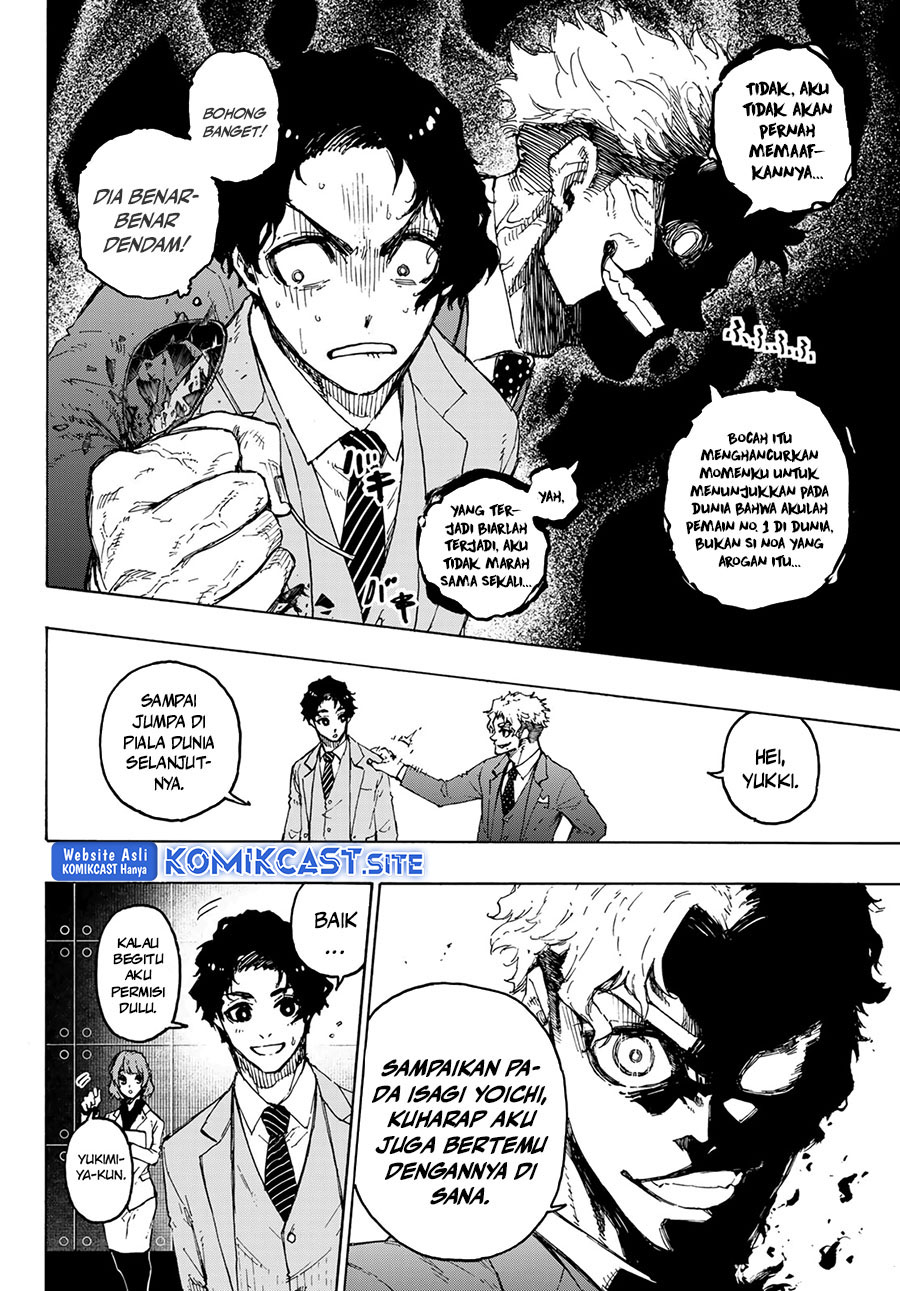 TIDAK, AKU
TIDAK AKAN
PERNAH
MEMAAF-
KANNYA...
BOHONG
BANGET!
DIA BENAR-
BENAR
DENDAM!
BOCAH ITU
MENGHANCURKAN
MOMENKU UNTUK
MENUNJUKKAN PADA
DUNIA BAHWA AKULAH
PEMAIN NO. 1 DI DUNIA,
BUKAN SI NOA YANG
AROGAN ITU...
YAH,
YANG TER-
JADI BIARLAH
TERJADI, AKU
TIDAK MARAH
SAMA SEKALI...
バキ
バキ
HEI,
YUKKI.
SAMPAI
JUMPA DI
PIALA DUNIA
SELANJUT-
NYA.
Website Asli
KOMIKCAST Hanya
KOMIKCAST.SITE
SAMPAIKAN PA-
DA ISAGI YOICHI,
KUHARAP AKU
JUGA BERTEMU
DENGANNYA DI
SANA.
BAIK
...
KALAU
BEGITU
AKU
PERMISI
DULU.
YUKIMI-
YA-KUN.